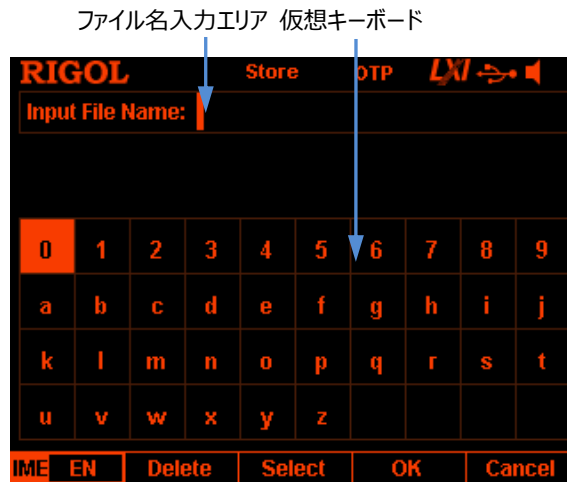 ファイル名入力エリア 仮想キーボード
RIGOL Store OTP LXI
Input File Name:
0 1 2 3 4 5 6 7 8 9
a b c d e f g h i j
k l m n o p q r s t
u v w x y z
IME EN Delete Select OK Cancel